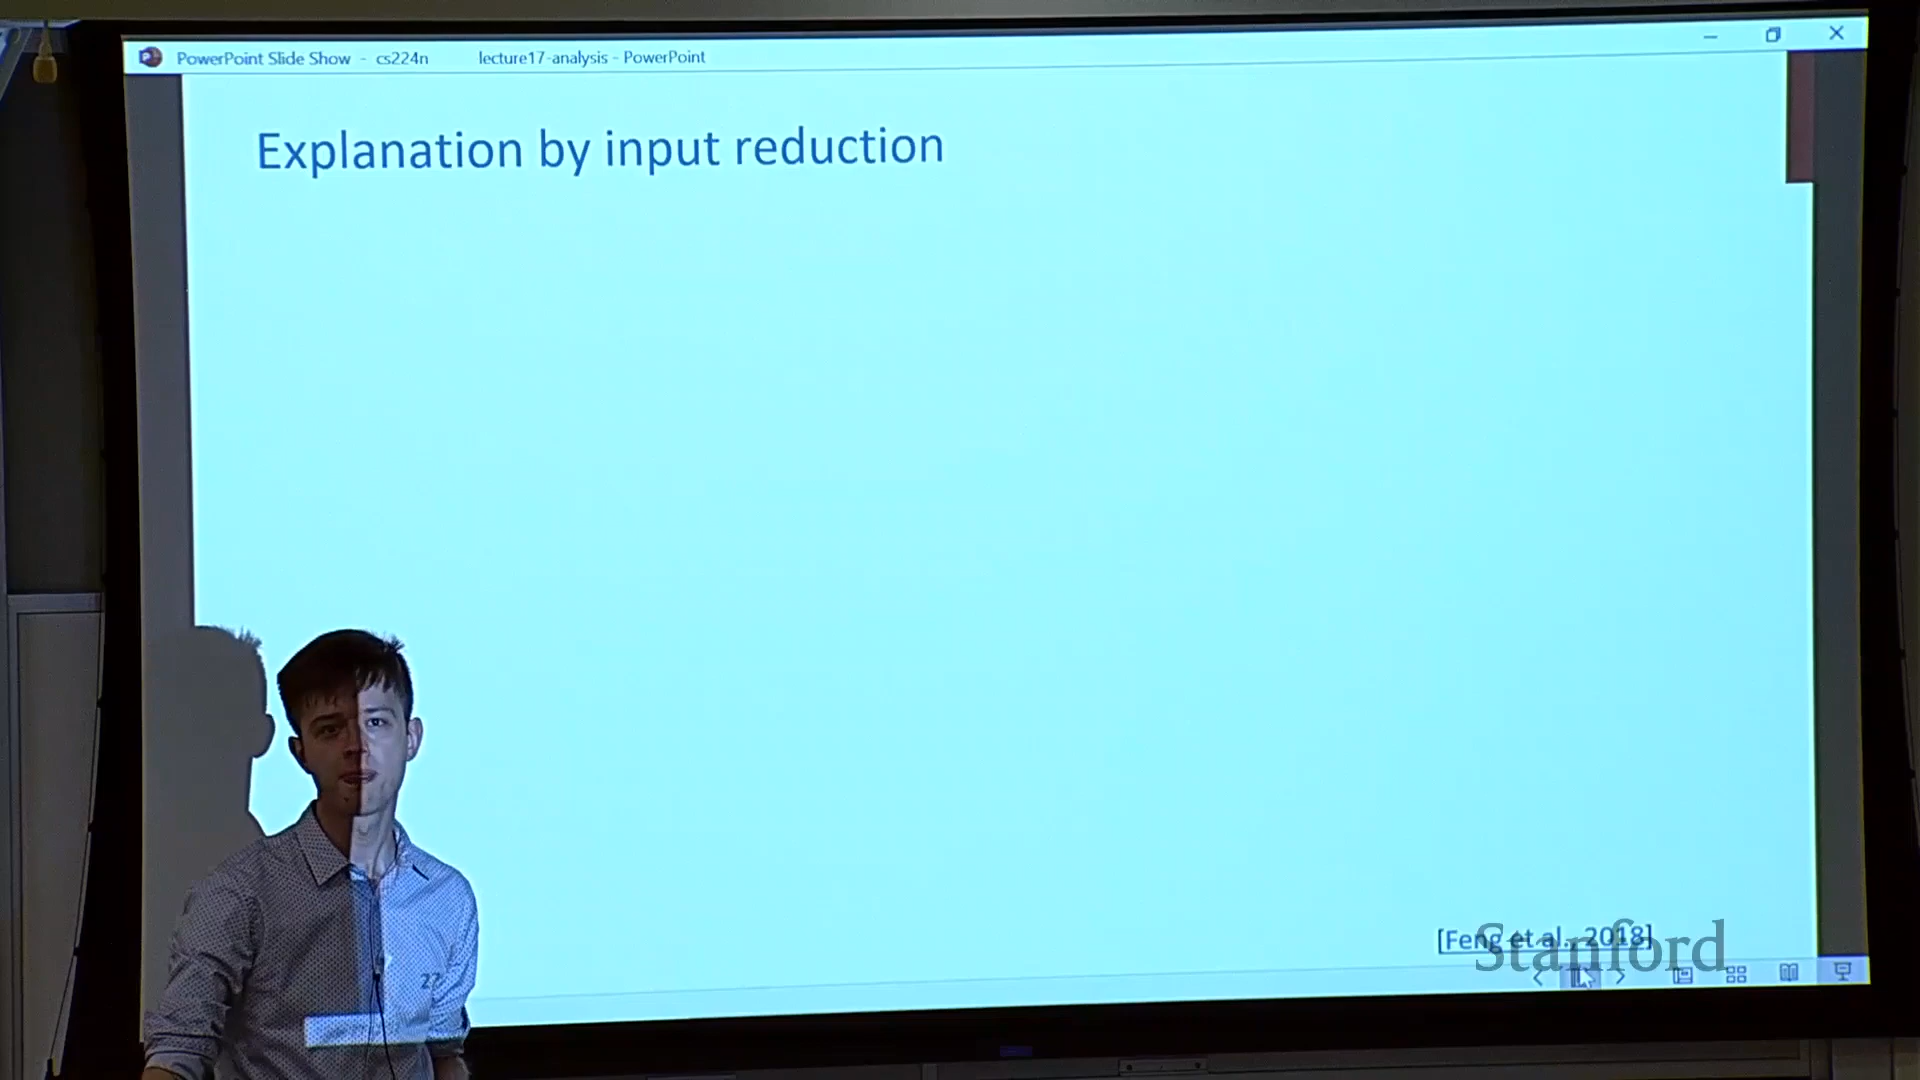 PowerPoint Slide Show - cs224n lecture17-analysis - PowerPoint
Explanation by input reduction
[Feng et al., 2018]
Stanford